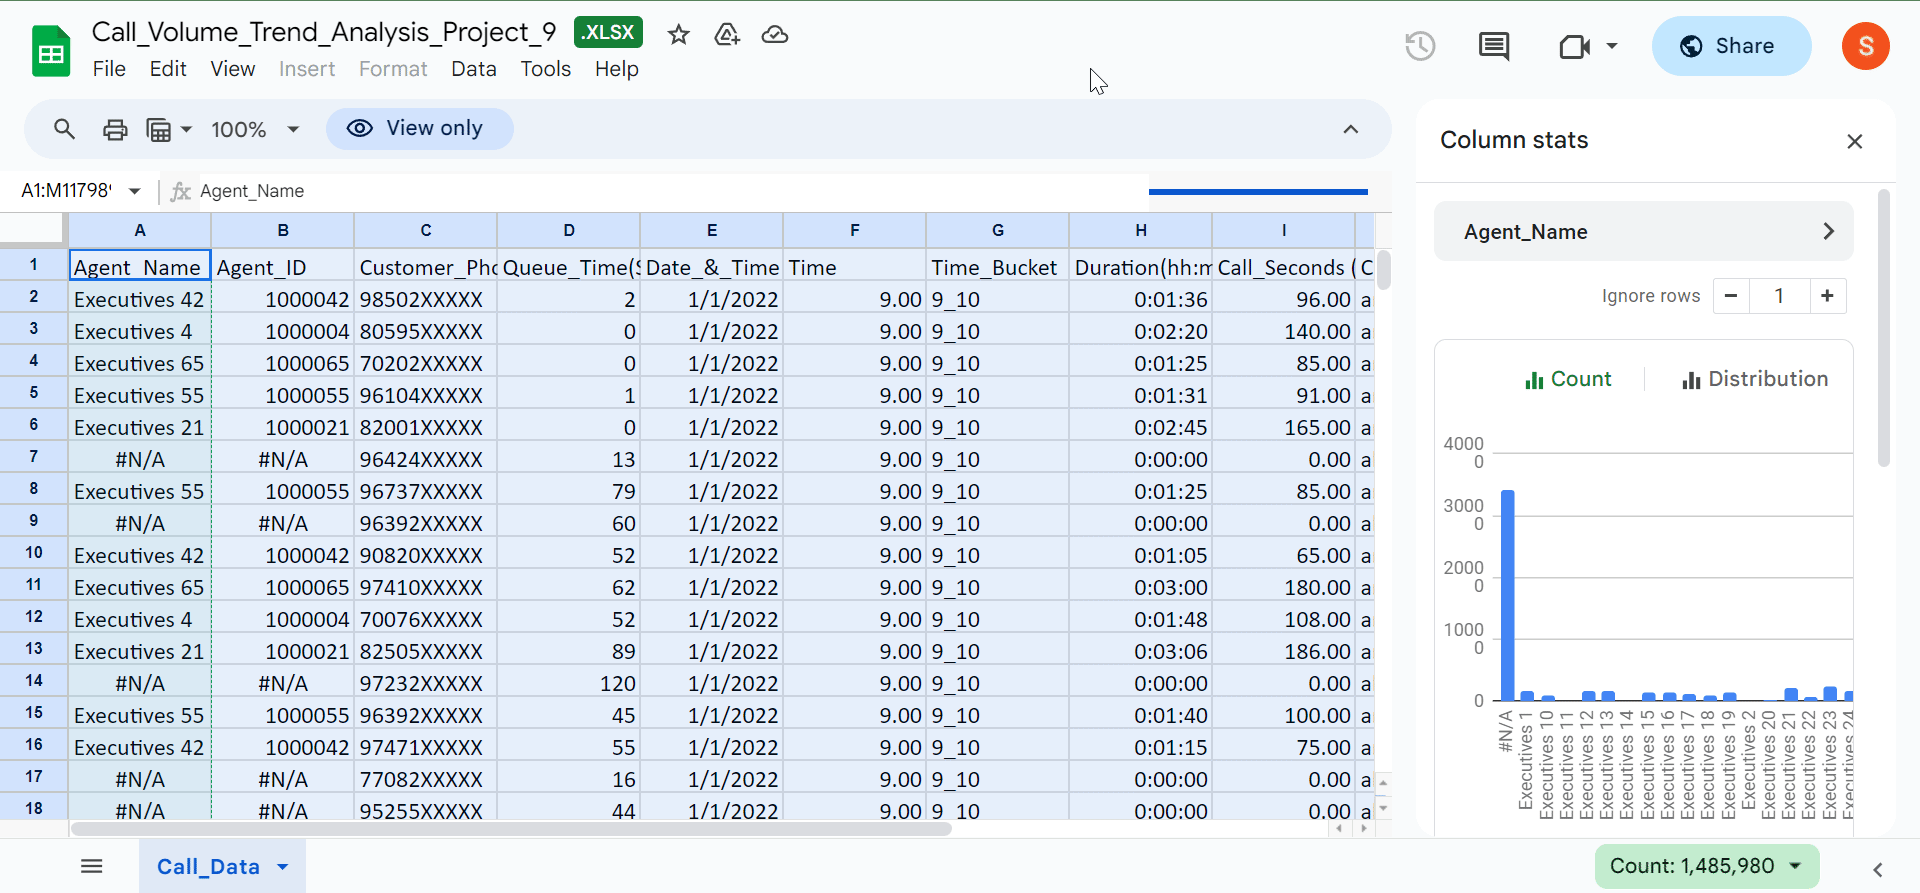 Call_Volume_Trend_Analysis_Project_9 .XLSX
File Edit View Insert Format Data Tools Help
Share
S
100% View only
A1:M11798 fx Agent_Name
A B C D E F G H I
1 Agent_Name Agent_ID Customer_Pho Queue_Time(S Date_&_Time Time Time_Bucket Duration(hh:m Call_Seconds ( C
2 Executives 42 1000042 98502XXXXX 2 1/1/2022 9.00 9_10 0:01:36 96.00 a
3 Executives 4 1000004 80595XXXXX 0 1/1/2022 9.00 9_10 0:02:20 140.00 a
4 Executives 65 1000065 70202XXXXX 0 1/1/2022 9.00 9_10 0:01:25 85.00 a
5 Executives 55 1000055 96104XXXXX 1 1/1/2022 9.00 9_10 0:01:31 91.00 a
6 Executives 21 1000021 82001XXXXX 0 1/1/2022 9.00 9_10 0:02:45 165.00 a
7 #N/A #N/A 96424XXXXX 13 1/1/2022 9.00 9_10 0:00:00 0.00 a
8 Executives 55 1000055 96737XXXXX 79 1/1/2022 9.00 9_10 0:01:25 85.00 a
9 #N/A #N/A 96392XXXXX 60 1/1/2022 9.00 9_10 0:00:00 0.00 a
10 Executives 42 1000042 90820XXXXX 52 1/1/2022 9.00 9_10 0:01:05 65.00 a
11 Executives 65 1000065 97410XXXXX 62 1/1/2022 9.00 9_10 0:03:00 180.00 a
12 Executives 4 1000004 70076XXXXX 52 1/1/2022 9.00 9_10 0:01:48 108.00 a
13 Executives 21 1000021 82505XXXXX 89 1/1/2022 9.00 9_10 0:03:06 186.00 a
14 #N/A #N/A 97232XXXXX 120 1/1/2022 9.00 9_10 0:00:00 0.00 a
15 Executives 55 1000055 96392XXXXX 45 1/1/2022 9.00 9_10 0:01:40 100.00 a
16 Executives 42 1000042 97471XXXXX 55 1/1/2022 9.00 9_10 0:01:15 75.00 a
17 #N/A #N/A 77082XXXXX 16 1/1/2022 9.00 9_10 0:00:00 0.00 a
18 #N/A #N/A 95255XXXXX 44 1/1/2022 9.00 9_10 0:00:00 0.00 a
Column stats
Agent_Name
Ignore rows 1
Count Distribution
4000
0
3000
0
2000
0
1000
0
0
#N/A
Executives 1
Executives 10
Executives 11
Executives 12
Executives 13
Executives 14
Executives 15
Executives 16
Executives 17
Executives 18
Executives 19
Executives 2
Executives 20
Executives 21
Executives 22
Executives 23
Executives 24
Call_Data
Count: 1,485,980